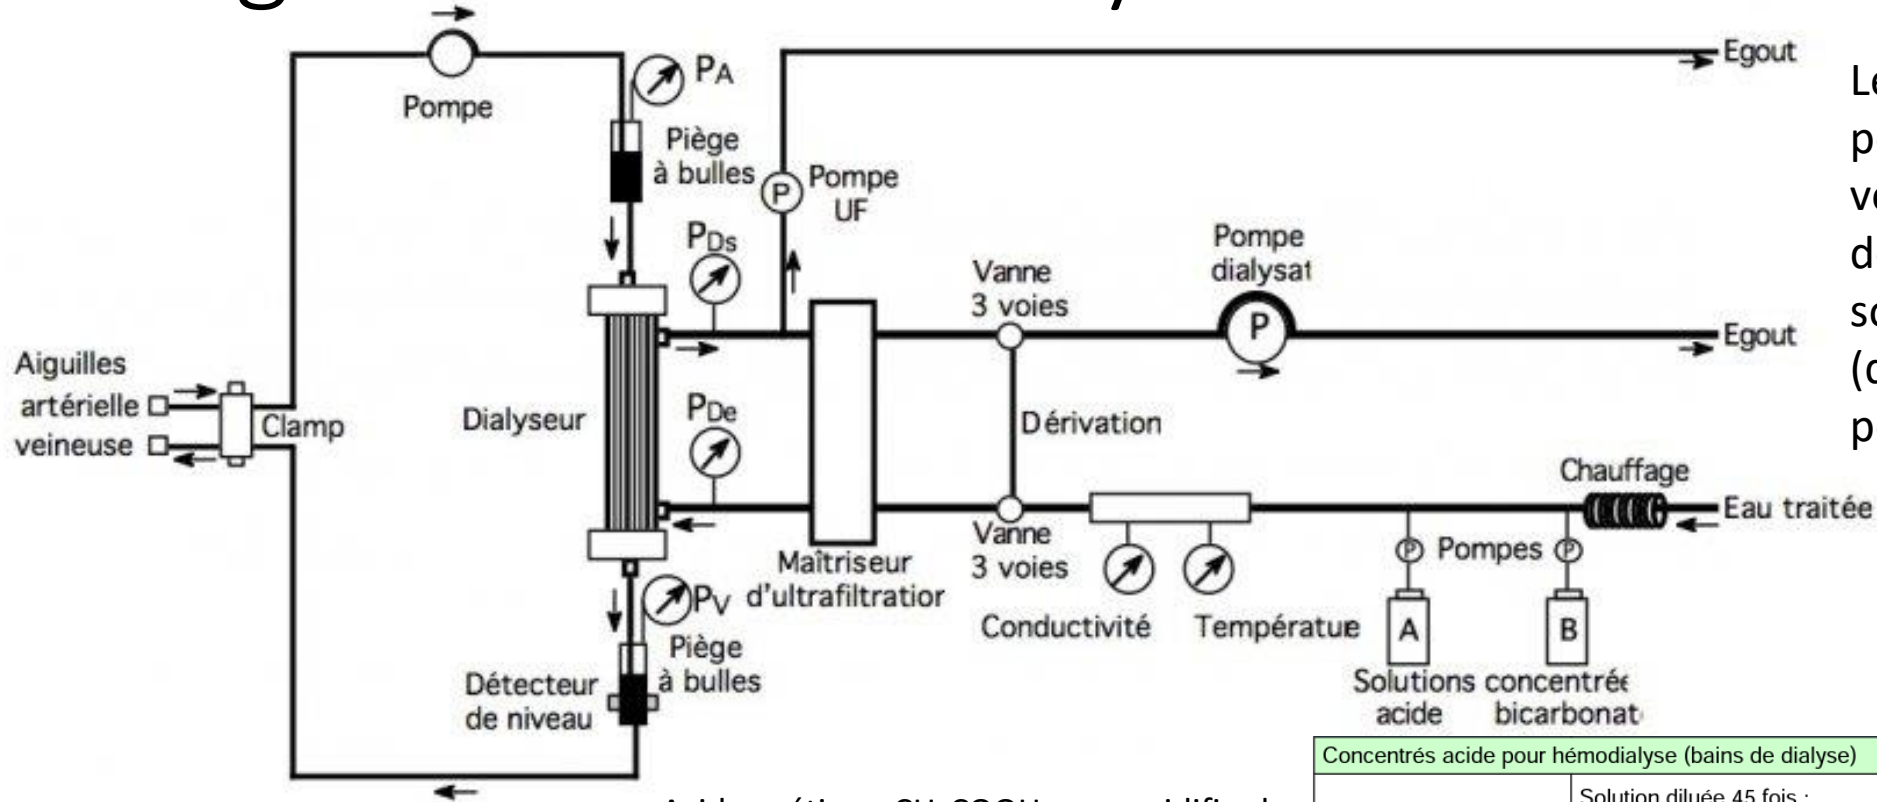 Pompe
PA
Piège
à bulles
Pompe
UF
Egout
PDs
Vanne
3 voies
Pompe
dialysat
Egout
Aiguilles
artérielle
veineuse
Clamp
Dialyseur
PDe
Dérivation
Chauffage
Eau traitée
Maîtriseur
d'ultrafiltration
Vanne
3 voies
P
P
P
Pompes
P
PV
Piège
à bulles
Détecteur
de niveau
Conductivité
Température
A
B
Solutions concentrée
acide
bicarbonat
Concentrés acide pour hémodialyse (bains de dialyse)
Solution diluée 45 fois :